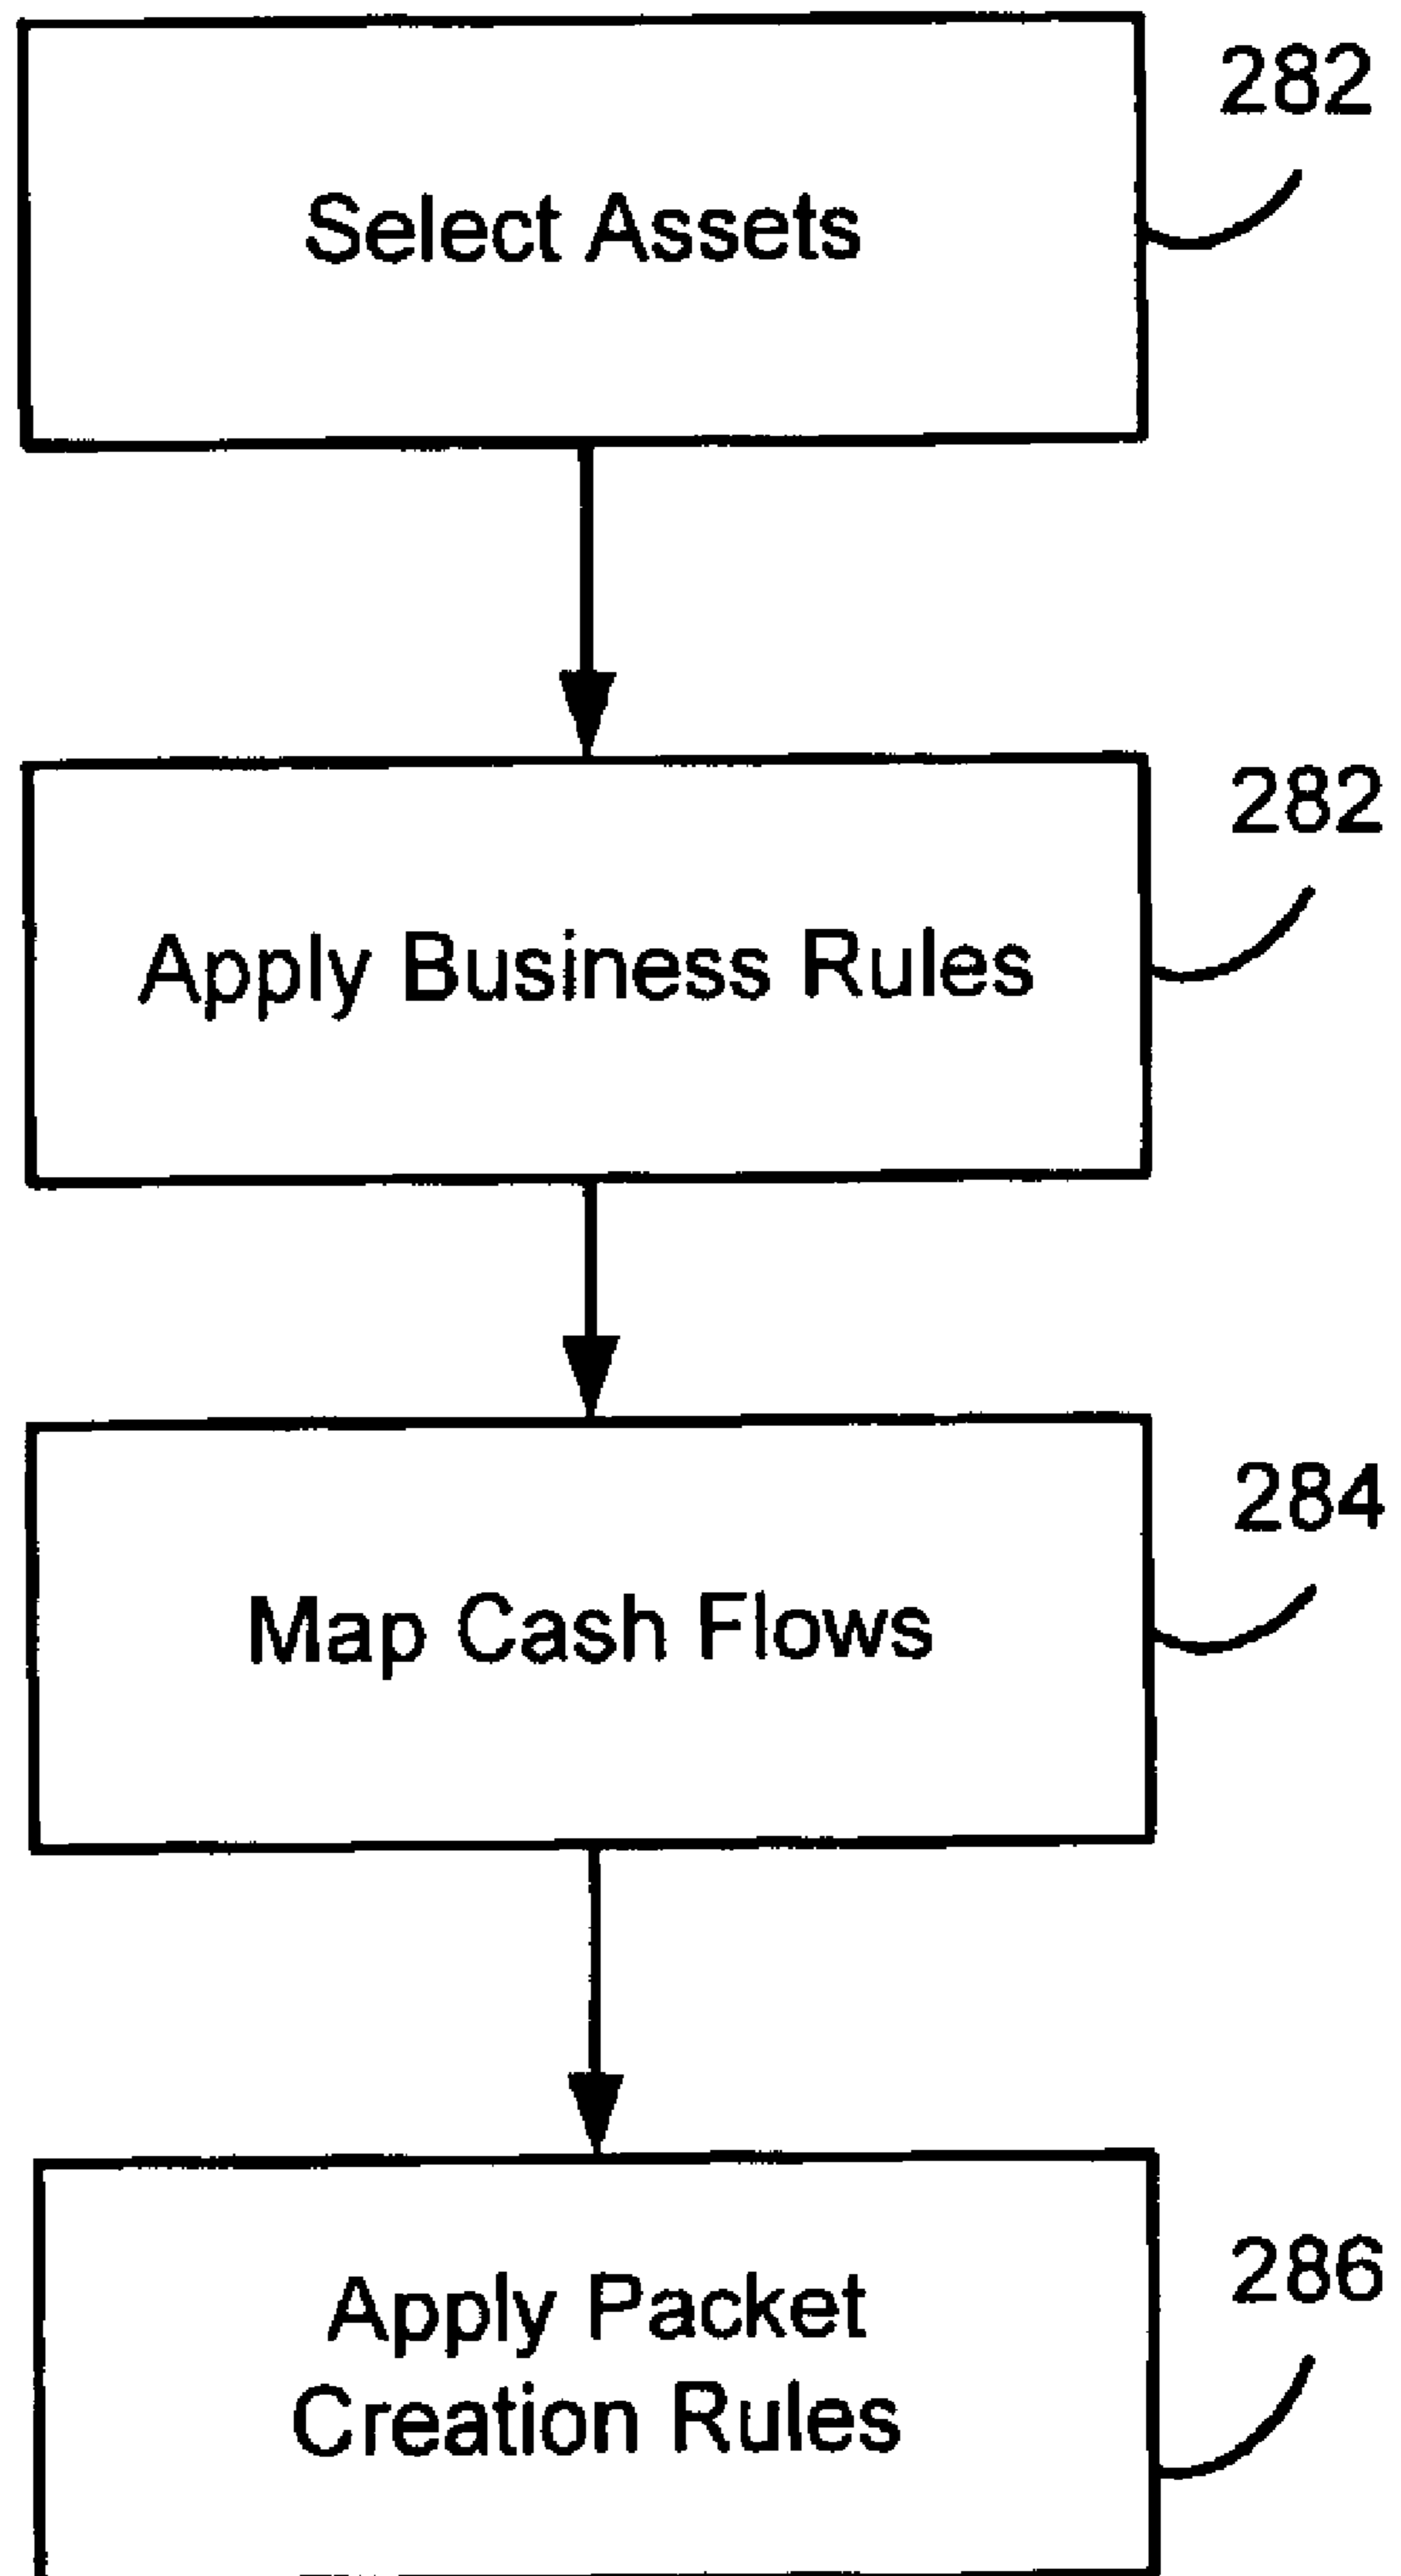 282
Select Assets
282
Apply Business Rules
284
Map Cash Flows
286
Apply Packet
Creation Rules